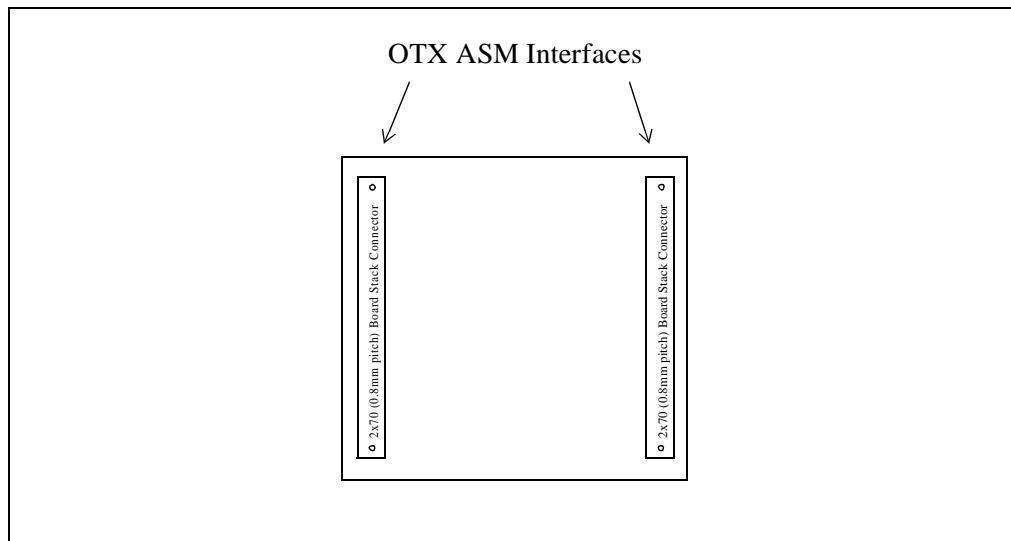 OTX ASM Interfaces
2x70 (0.8mm pitch) Board Stack Connector
2x70 (0.8mm pitch) Board Stack Connector